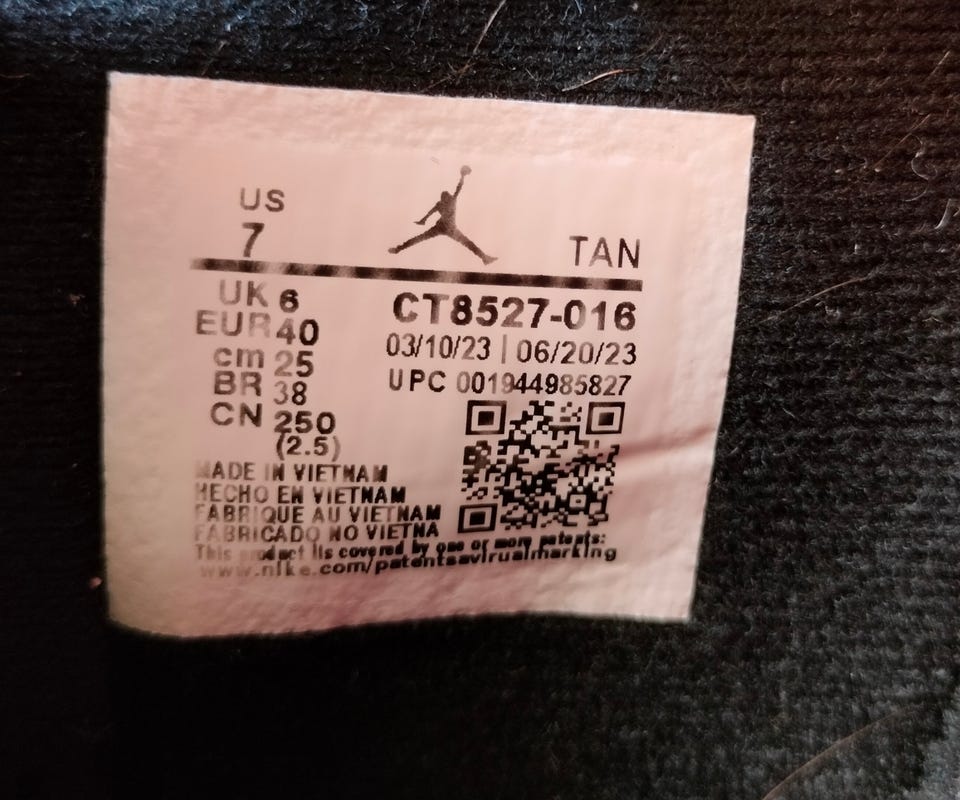 US
7
TAN
UK 6
EUR 40
cm 25
BR 38
CN 250
(2.5)
CT8527-016
03/10/23 | 06/20/23
UPC 001944985827
MADE IN VIETNAM
HECHO EN VIETNAM
FABRIQUE AU VIETNAM
FABRICADO NO VIETNA
This product iis covered by one or more patents:
www.nike.com/patentsavirualmarking